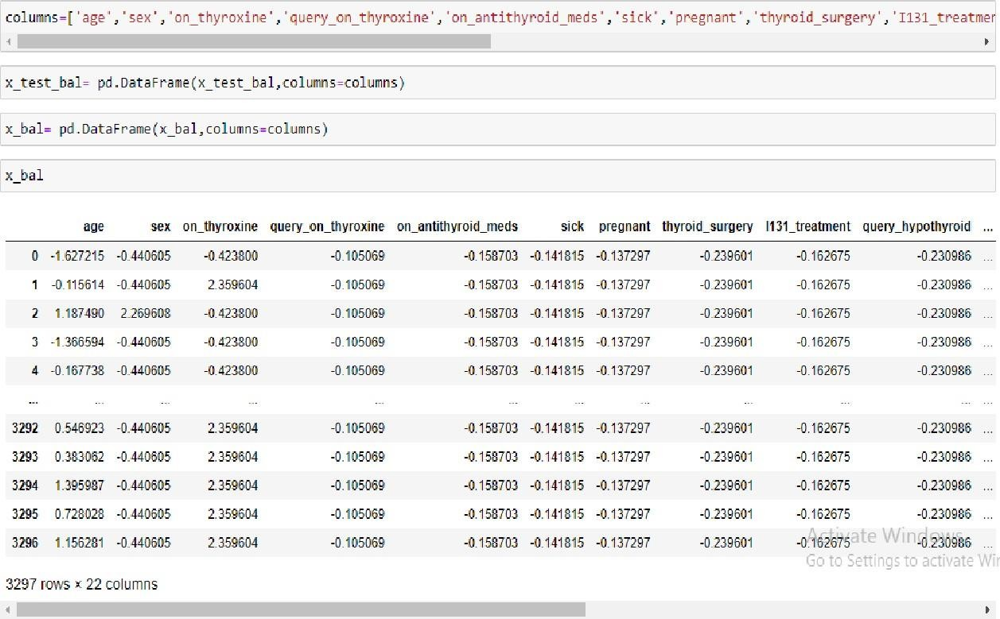 columns=['age','sex','on_thyroxine','query_on_thyroxine','on_antithyroid_meds','sick','pregnant','thyroid_surgery','I131_treatmen
x_test_bal= pd.DataFrame(x_test_bal,columns=columns)
x_bal= pd.DataFrame(x_bal,columns=columns)
x_bal
age sex on_thyroxine query_on_thyroxine on_antithyroid_meds sick pregnant thyroid_surgery I131_treatment query_hypothyroid ...
0 -1.627215 -0.440605 -0.423800 -0.105069 -0.158703 -0.141815 -0.137297 -0.239601 -0.162675 -0.230986 ...
1 -0.115614 -0.440605 2.359604 -0.105069 -0.158703 -0.141815 -0.137297 -0.239601 -0.162675 -0.230986 ...
2 1.187490 2.269608 -0.423800 -0.105069 -0.158703 -0.141815 -0.137297 -0.239601 -0.162675 -0.230986 ...
3 -1.366594 -0.440605 -0.423800 -0.105069 -0.158703 -0.141815 -0.137297 -0.239601 -0.162675 -0.230986 ...
4 -0.167738 -0.440605 -0.423800 -0.105069 -0.158703 -0.141815 -0.137297 -0.239601 -0.162675 -0.230986 ...
... ... ... ... ... ... ... ... ... ... ... ...
3292 0.546923 -0.440605 2.359604 -0.105069 -0.158703 -0.141815 -0.137297 -0.239601 -0.162675 -0.230986 ...
3293 0.383062 -0.440605 2.359604 -0.105069 -0.158703 -0.141815 -0.137297 -0.239601 -0.162675 -0.230986 ...
3294 1.395987 -0.440605 2.359604 -0.105069 -0.158703 -0.141815 -0.137297 -0.239601 -0.162675 -0.230986 ...
3295 0.728028 -0.440605 2.359604 -0.105069 -0.158703 -0.141815 -0.137297 -0.239601 -0.162675 -0.230986 ...
3296 1.156281 -0.440605 2.359604 -0.105069 -0.158703 -0.141815 -0.137297 -0.239601 -0.162675 -0.230986 ...
Activate Windows
Go to Settings to activate Wi
3297 rows × 22 columns